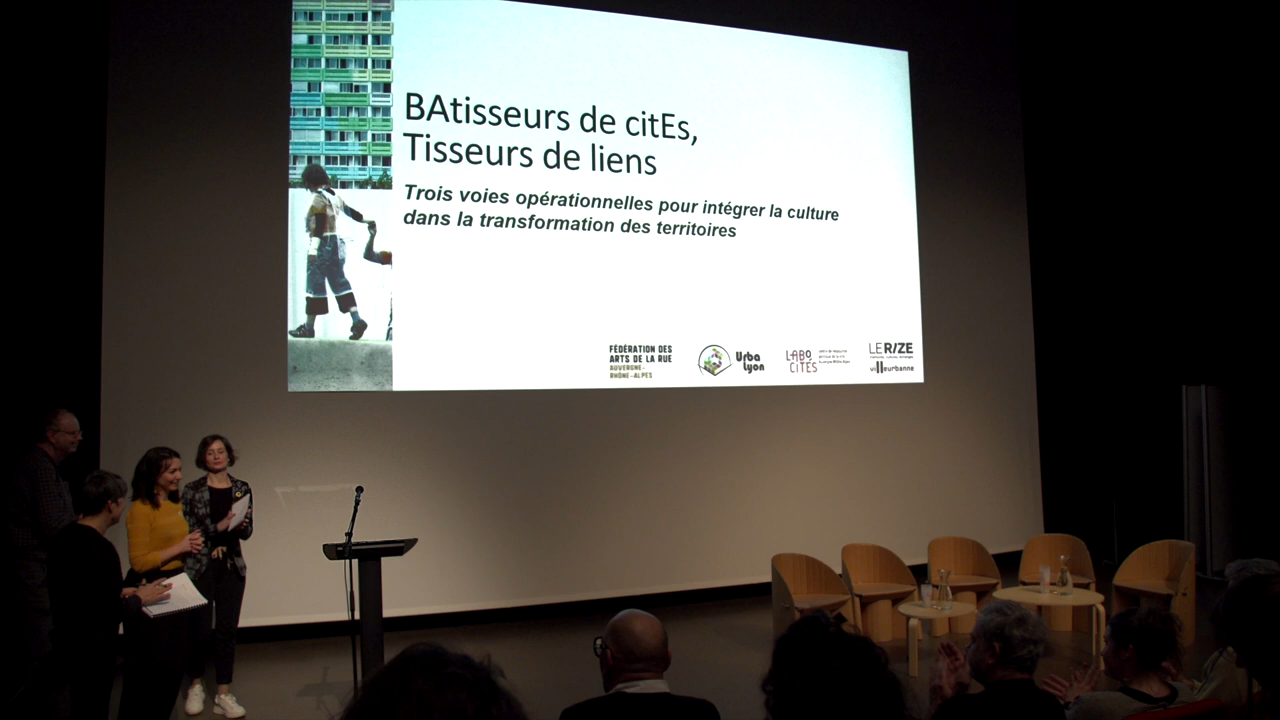 BAtisseurs de citEs,
Tisseurs de liens
Trois voies opérationnelles pour intégrer la culture
dans la transformation des territoires
FÉDÉRATION DES
ARTS DE LA RUE
AUVERGNE-
RHÔNE-ALPES
Urba
Lyon
LABO
CITÉS
LE RIZE
villeurbanne